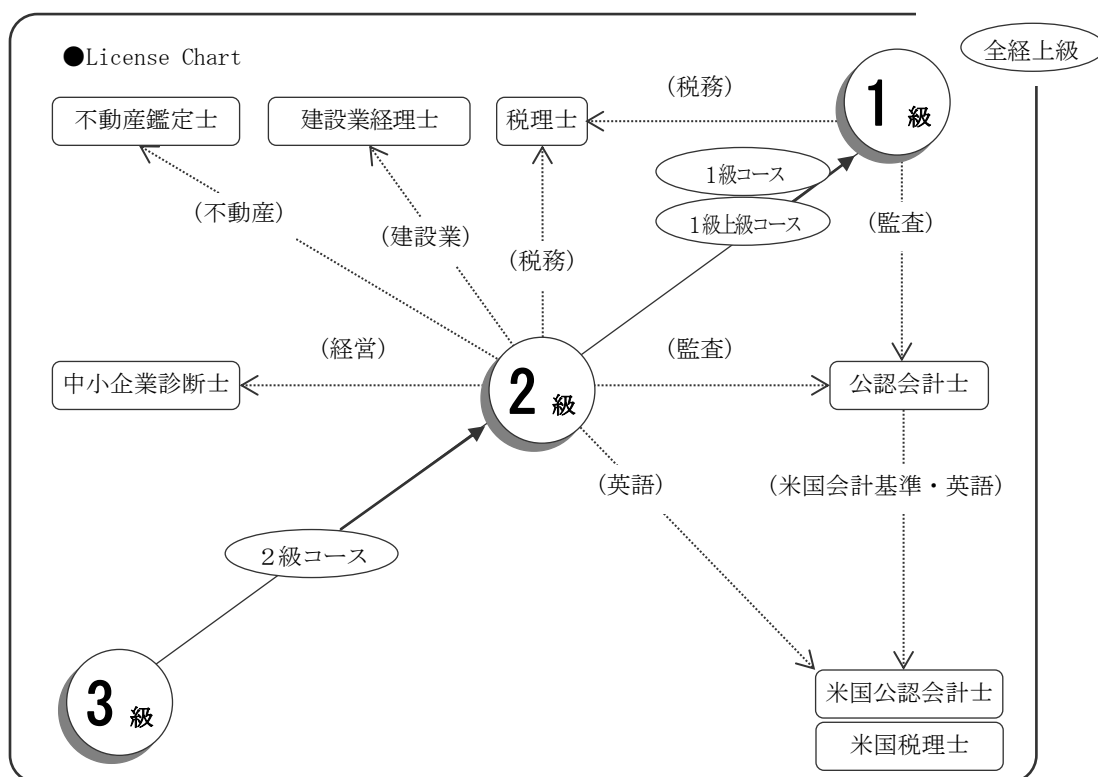 ●License Chart
全経上級
1 級
(税務)
不動産鑑定士
建設業経理士
税理士
1級コース
1級上級コース
(不動産)
(建設業)
(税務)
(監査)
(経営)
(監査)
中小企業診断士
2 級
公認会計士
(英語)
(米国会計基準・英語)
2級コース
3 級
米国公認会計士
米国税理士